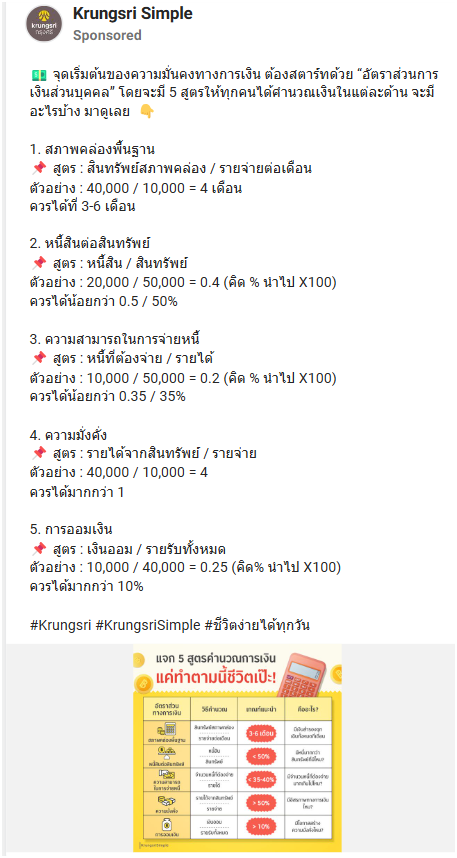 krungsri
กรุงศรี
Krungsri Simple
Sponsored
💵 จุดเริ่มต้นของความมั่นคงทางการเงิน ต้องสตาร์ทด้วย “อัตราส่วนการ
เงินส่วนบุคคล” โดยจะมี 5 สูตรให้ทุกคนได้คำนวณเงินในแต่ละด้าน จะมี
อะไรบ้าง มาดูเลย 👇
1. สภาพคล่องพื้นฐาน
📌 สูตร : สินทรัพย์สภาพคล่อง / รายจ่ายต่อเดือน
ตัวอย่าง : 40,000 / 10,000 = 4 เดือน
ควรได้ที่ 3-6 เดือน
2. หนี้สินต่อสินทรัพย์
📌 สูตร : หนี้สิน / สินทรัพย์
ตัวอย่าง : 20,000 / 50,000 = 0.4 (คิด % นำไป X100)
ควรได้น้อยกว่า 0.5 / 50%
3. ความสามารถในการจ่ายหนี้
📌 สูตร : หนี้ที่ต้องจ่าย / รายได้
ตัวอย่าง : 10,000 / 50,000 = 0.2 (คิด % นำไป X100)
ควรได้น้อยกว่า 0.35 / 35%
4. ความมั่งคั่ง
📌 สูตร : รายได้จากสินทรัพย์ / รายจ่าย
ตัวอย่าง : 40,000 / 10,000 = 4
ควรได้มากกว่า 1
5. การออมเงิน
📌 สูตร : เงินออม / รายรับทั้งหมด
ตัวอย่าง : 10,000 / 40,000 = 0.25 (คิด% นำไป X100)
ควรได้มากกว่า 10%
#Krungsri #KrungsriSimple #ชีวิตง่ายได้ทุกวัน
แจก 5 สูตรคำนวณการเงิน
แค่ทำตามนี้ชีวิตเป๊ะ!
อัตราส่วน
ทางการเงิน
วิธีคำนวณ
เกณฑ์แนะนำ
คืออะไร?
สภาพคล่องพื้นฐาน
สินทรัพย์สภาพคล่อง
รายจ่ายต่อเดือน
3-6 เดือน
หนี้สินต่อสินทรัพย์
หนี้สิน
สินทรัพย์
< 50%
ความสามารถ
ในการจ่ายหนี้
รายได้
< 35-40%
ความมั่งคั่ง
รายได้จากสินทรัพย์
รายจ่าย
> 50%
การออมเงิน
เงินออม
รายรับทั้งหมด
> 10%